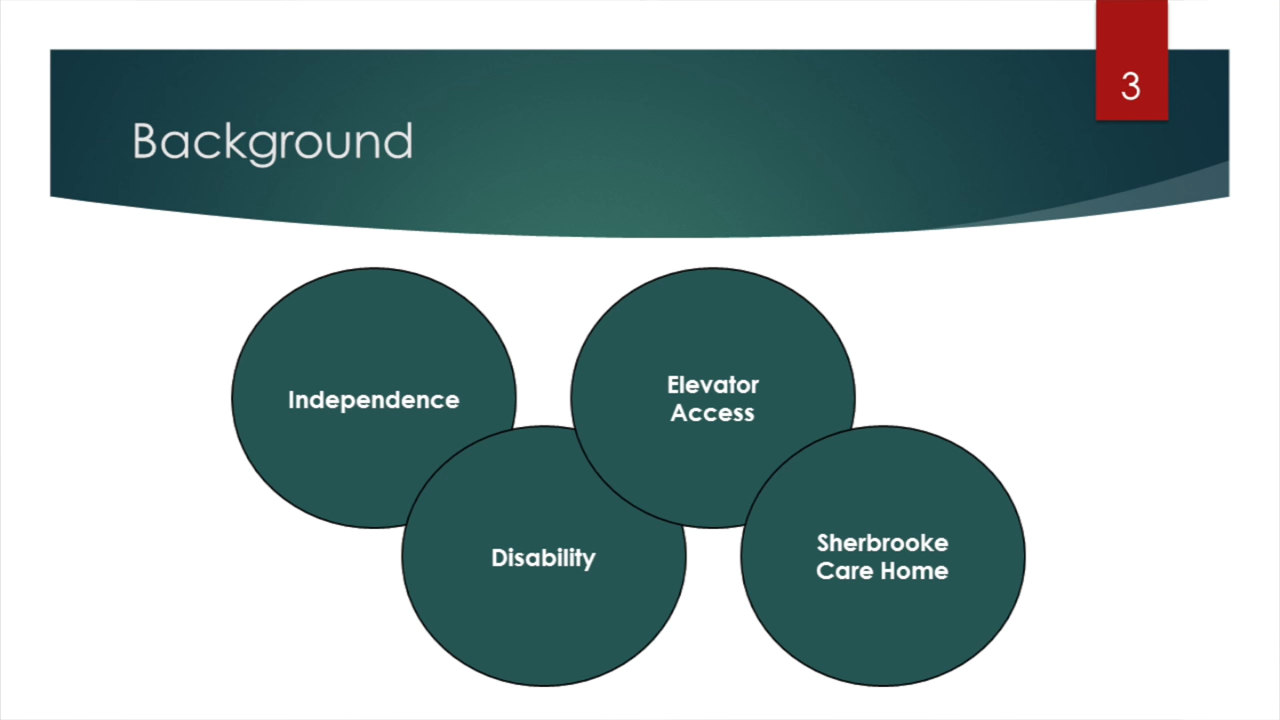 3
Background
Independence
Elevator
Access
Disability
Sherbrooke
Care Home